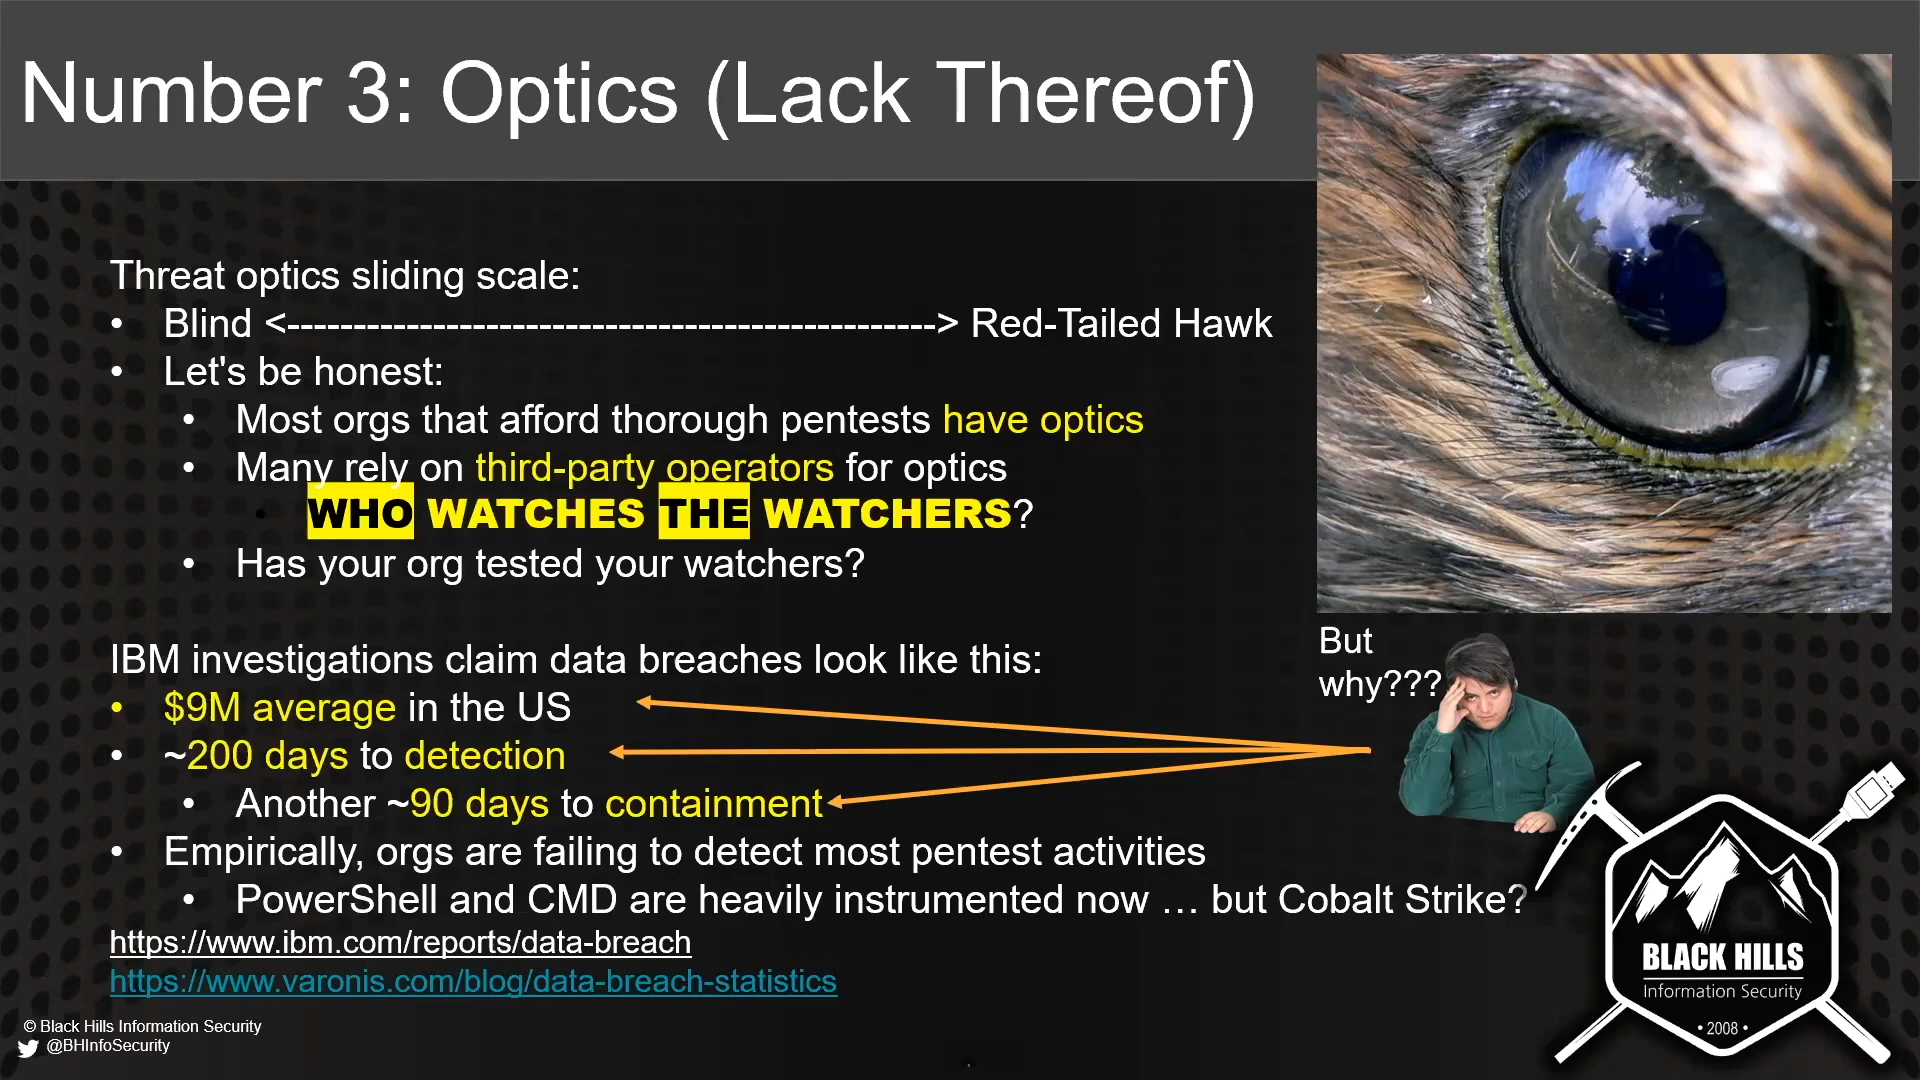 Number 3: Optics (Lack Thereof)
Threat optics sliding scale:
• Blind <-------------------------------------------------> Red-Tailed Hawk
• Let's be honest:
• Most orgs that afford thorough pentests have optics
• Many rely on third-party operators for optics
• WHO WATCHES THE WATCHERS?
• Has your org tested your watchers?
IBM investigations claim data breaches look like this:
• $9M average in the US
• ~200 days to detection
• Another ~90 days to containment
• Empirically, orgs are failing to detect most pentest activities
• PowerShell and CMD are heavily instrumented now … but Cobalt Strike?
https://www.ibm.com/reports/data-breach
https://www.varonis.com/blog/data-breach-statistics
But
why???
BLACK HILLS
Information Security
• 2008 •
© Black Hills Information Security
@BHInfoSecurity